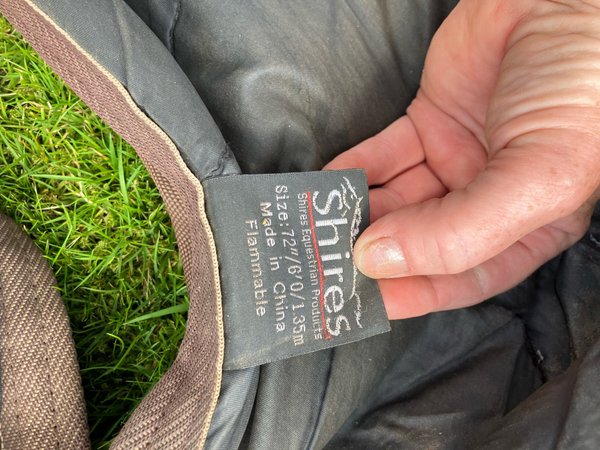 Shires
Shires Equestrian Products
Size:72"/6'0/1.35m
Made in China
Flammable